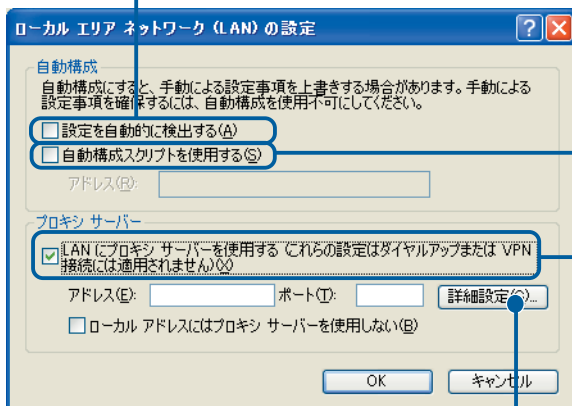 ローカル エリア ネットワーク (LAN) の設定
自動構成
自動構成にすると、手動による設定事項を上書きする場合があります。手動による
設定事項を確保するには、自動構成を使用不可にしてください。
設定を自動的に検出する(A)
自動構成スクリプトを使用する(S)
アドレス(R):
プロキシ サーバー
LAN にプロキシ サーバーを使用する (これらの設定はダイヤルアップまたは VPN
接続には適用されません)(X)
アドレス(E): ポート(T): 詳細設定(C)...
ローカル アドレスにはプロキシ サーバーを使用しない(B)
OK キャンセル